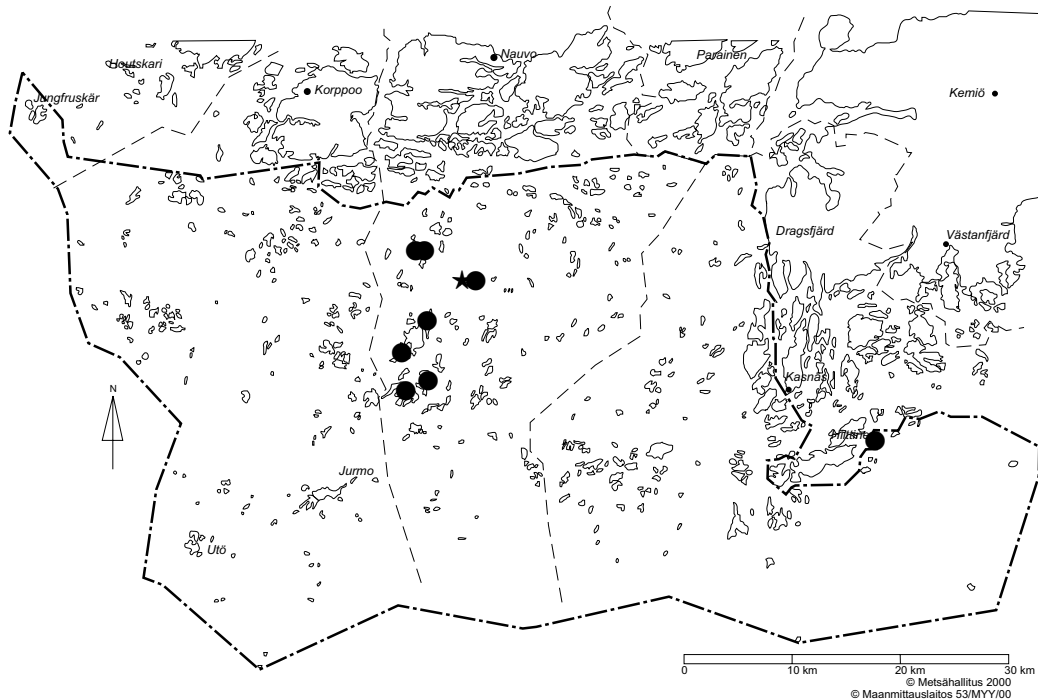 Nauvo
Parainen
Houtskari
Korppoo
Jungfruskär
Kemiö
Dragsfjärd
Västanfjärd
Kasnäs
N
Jurmo
Utö
0 10 km 20 km 30 km
© Metsähallitus 2000
© Maanmittauslaitos 53/MYY/00